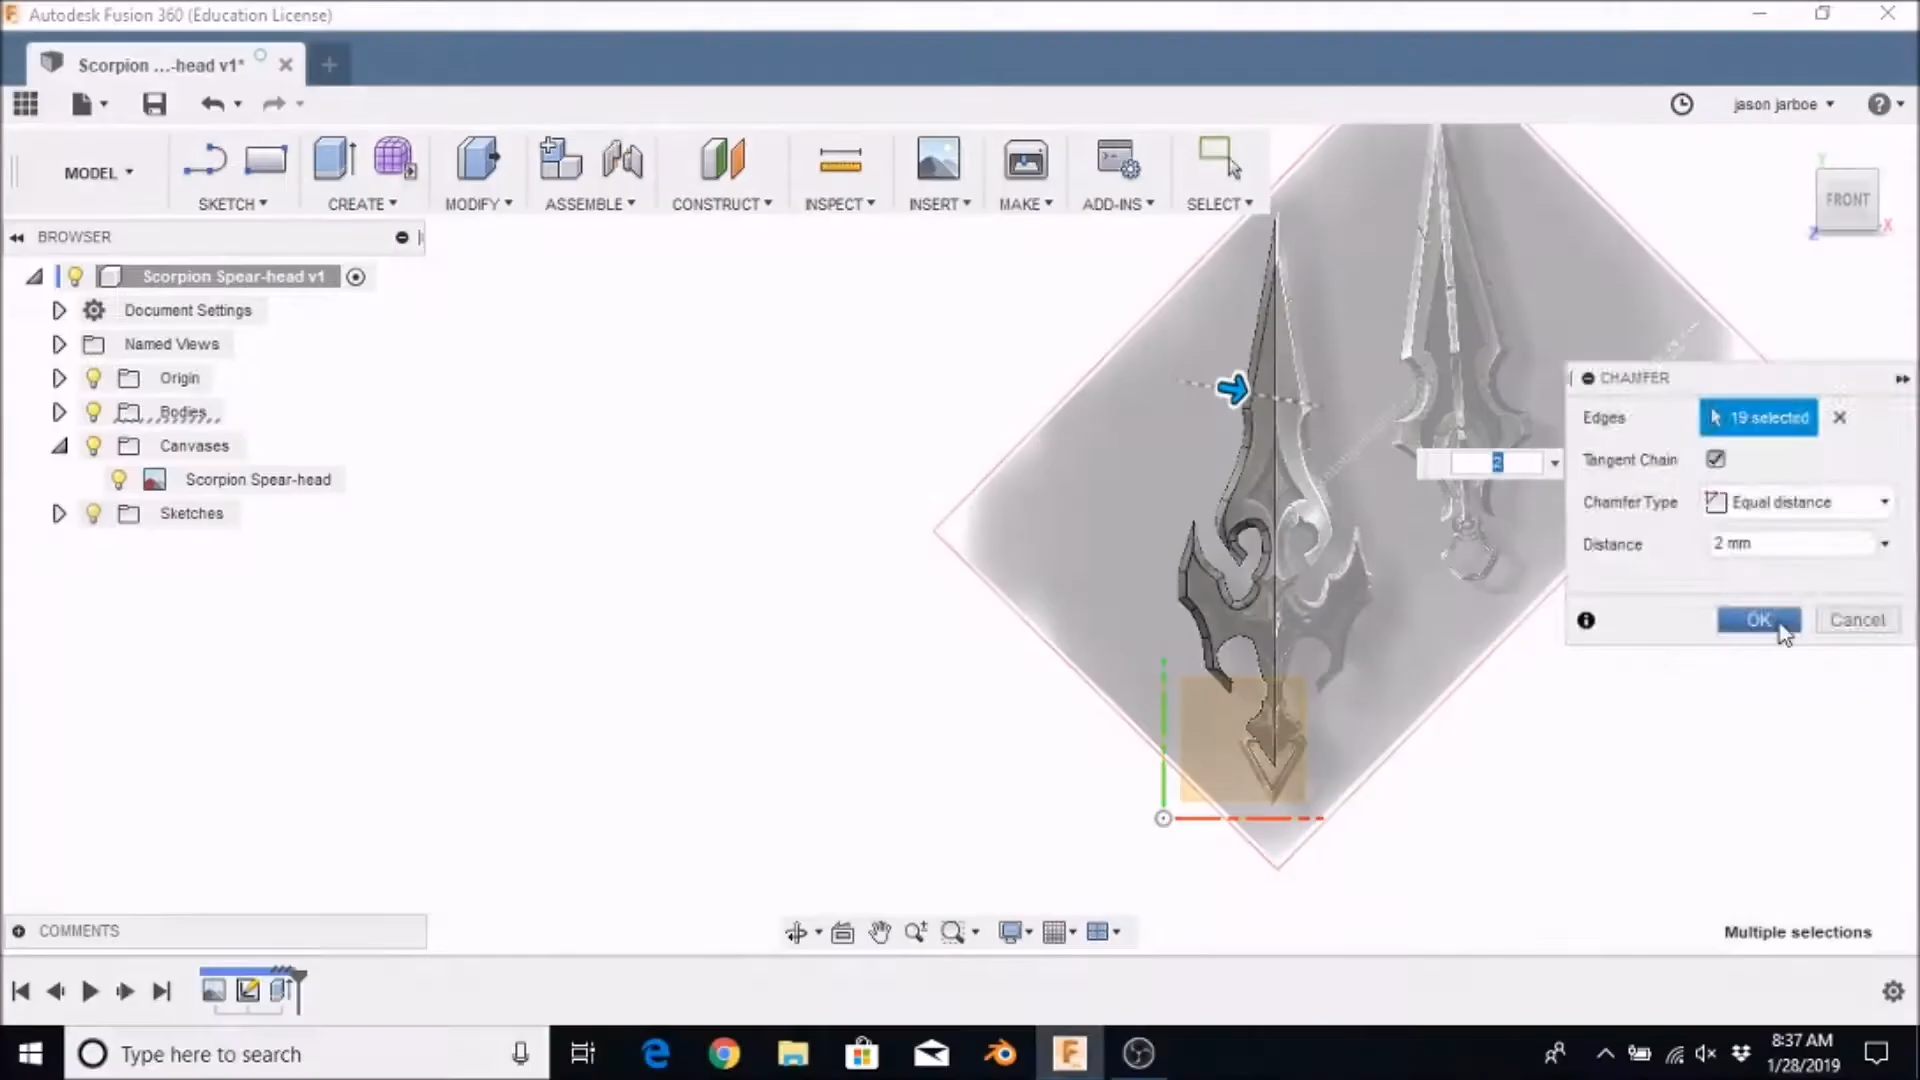 Autodesk Fusion 360 (Education License)
Scorpion ...-head v1*
jason jarboe
MODEL
SKETCH
CREATE
MODIFY
ASSEMBLE
CONSTRUCT
INSPECT
INSERT
MAKE
ADD-INS
SELECT
Y
FRONT
Z
X
BROWSER
Scorpion Spear-head v1
Document Settings
Named Views
Origin
Bodies
Canvases
Scorpion Spear-head
Sketches
CHAMFER
Edges 19 selected
Tangent Chain
2
Chamfer Type Equal distance
Distance 2 mm
OK Cancel
COMMENTS
Multiple selections
Type here to search
8:37 AM
1/28/2019